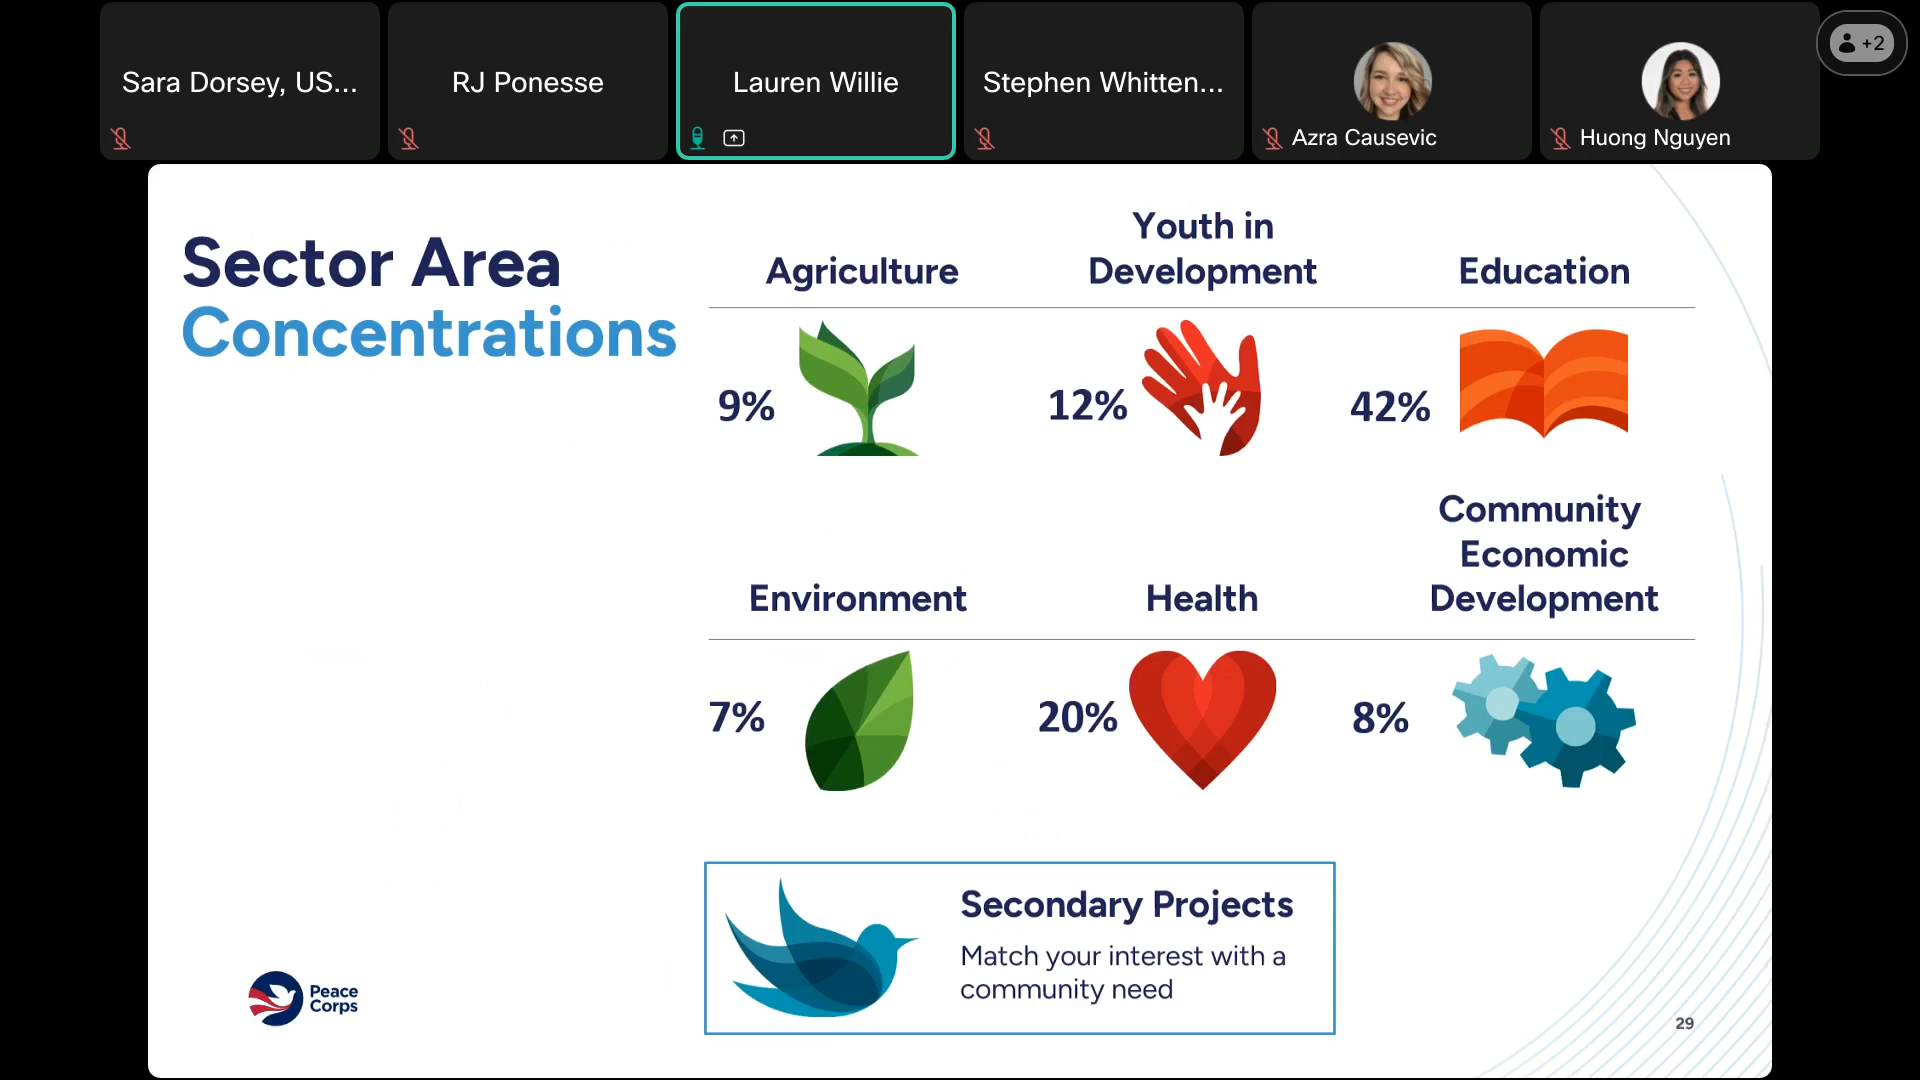 Sara Dorsey, US...
RJ Ponesse
Lauren Willie
Stephen Whitten...
Azra Causevic
Huong Nguyen
+2
Sector Area
Concentrations
Agriculture
Youth in
Development
Education
9%
12%
42%
Environment
Health
Community
Economic
Development
7%
20%
8%
Secondary Projects
Match your interest with a
community need
Peace
Corps
29